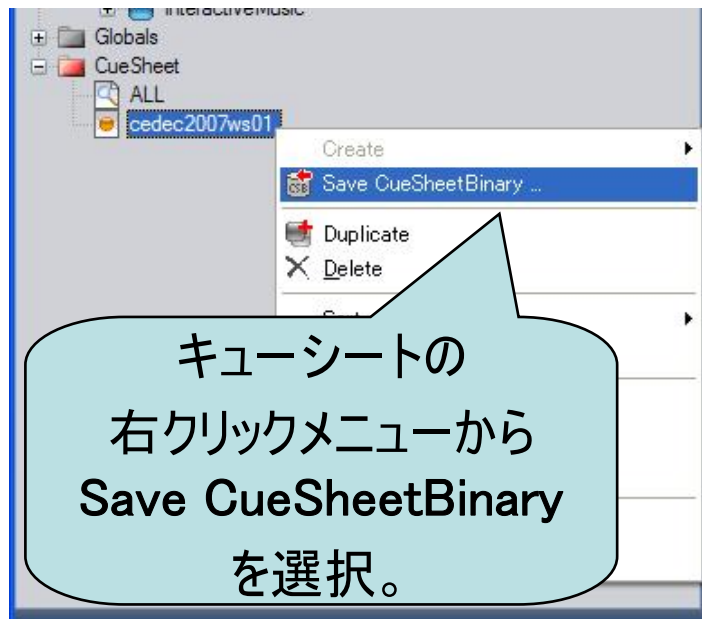 InteractiveMusic
Globals
CueSheet
ALL
cedec2007ws01
Create
Save CueSheetBinary ...
Duplicate
Delete
キューシートの
右クリックメニューから
Save CueSheetBinary
を選択。